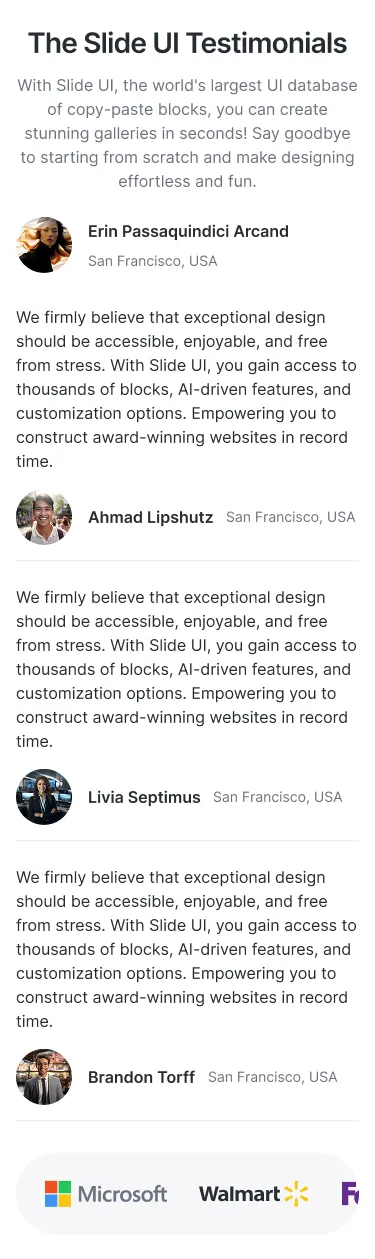 The Slide UI Testimonials
With Slide UI, the world's largest UI database
of copy-paste blocks, you can create
stunning galleries in seconds! Say goodbye
to starting from scratch and make designing
effortless and fun.
Erin Passaquindici Arcand
San Francisco, USA
We firmly believe that exceptional design
should be accessible, enjoyable, and free
from stress. With Slide UI, you gain access to
thousands of blocks, AI-driven features, and
customization options. Empowering you to
construct award-winning websites in record
time.
Ahmad Lipshutz San Francisco, USA
We firmly believe that exceptional design
should be accessible, enjoyable, and free
from stress. With Slide UI, you gain access to
thousands of blocks, AI-driven features, and
customization options. Empowering you to
construct award-winning websites in record
time.
Livia Septimus San Francisco, USA
We firmly believe that exceptional design
should be accessible, enjoyable, and free
from stress. With Slide UI, you gain access to
thousands of blocks, AI-driven features, and
customization options. Empowering you to
construct award-winning websites in record
time.
Brandon Torff San Francisco, USA
Microsoft Walmart